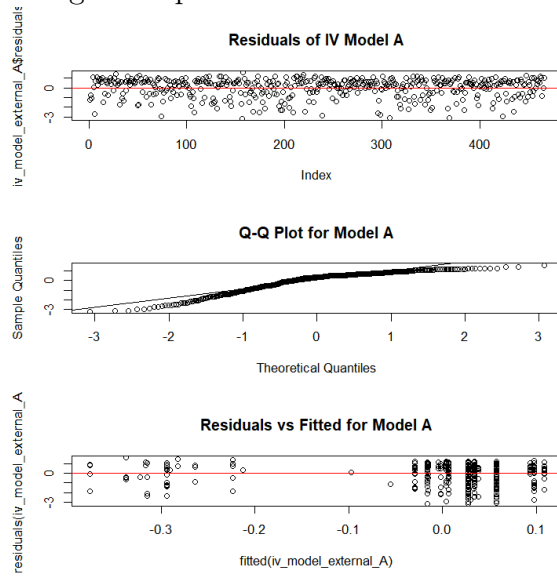 Residuals of IV Model A
iv_model_external_A$residuals
0
-3
0
100
200
300
400
Index
Q-Q Plot for Model A
Sample Quantiles
0
-3
-3
-2
-1
0
1
2
3
Theoretical Quantiles
Residuals vs Fitted for Model A
residuals(iv_model_external_A
0
-3
-0.3
-0.2
-0.1
0.0
0.1
fitted(iv_model_external_A)